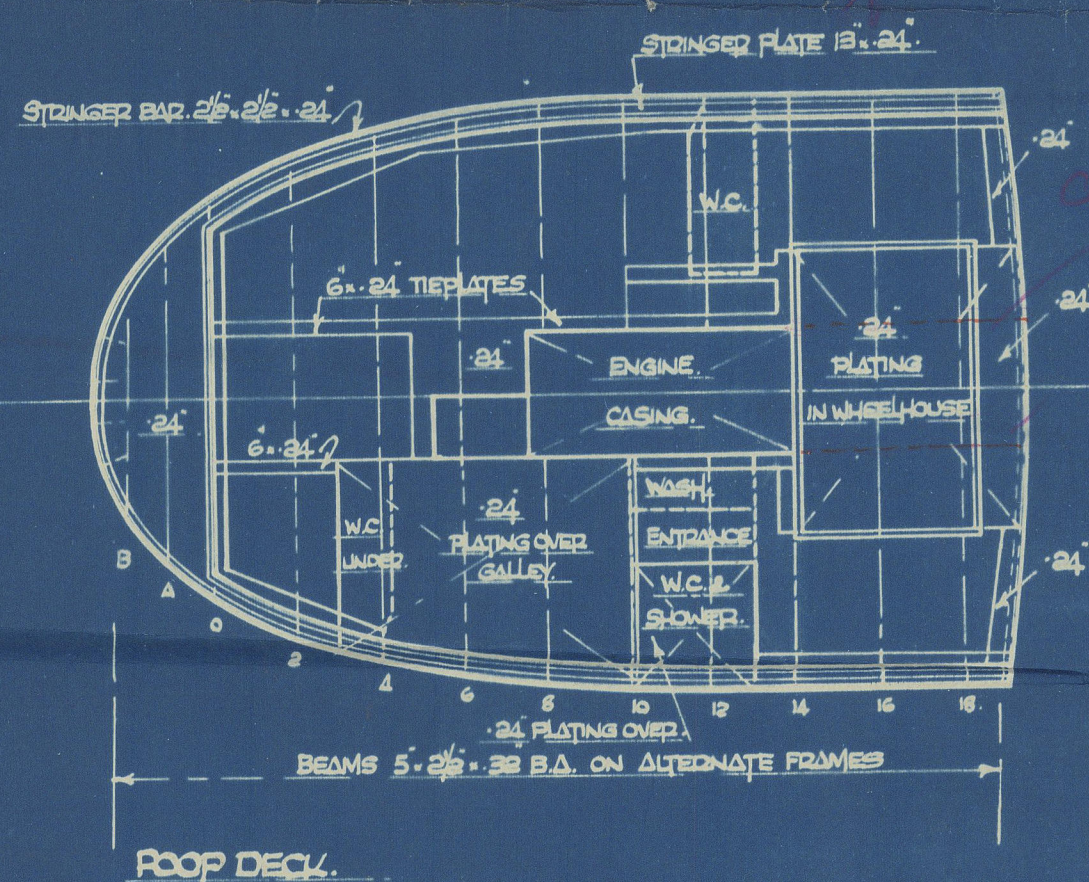 STRINGER PLATE 13" × .24".
STRINGER BAR. 2½" × 2½" × .24"
.24"
W.C.
6" × .24" TIEPLATES
.24"
.24"
.24"
PLATING
IN WHEELHOUSE
ENGINE
CASING.
.24"
6" × .24"
W.C.
UNDER.
.24"
PLATING OVER
GALLEY.
WASH.
ENTRANCE
W.C. &
SHOWER.
.24"
B
A
0
2
4
6
8
10
12
14
16
18.
.24" PLATING OVER.
BEAMS 5" × 2½" × .32" B.A. ON ALTERNATE FRAMES
POOP DECK.